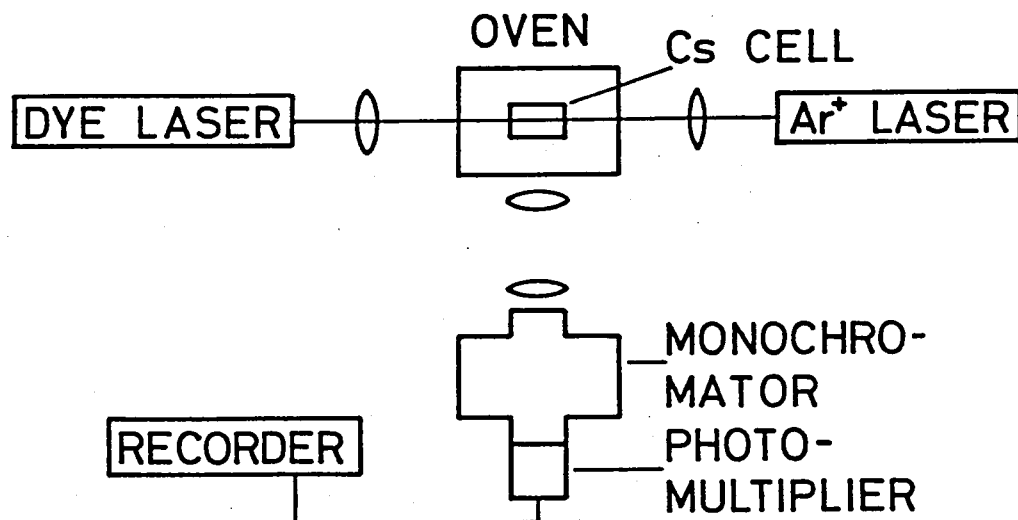 OVEN
Cs CELL
DYE LASER
Ar⁺ LASER
MONOCHRO-
MATOR
RECORDER
PHOTO-
MULTIPLIER